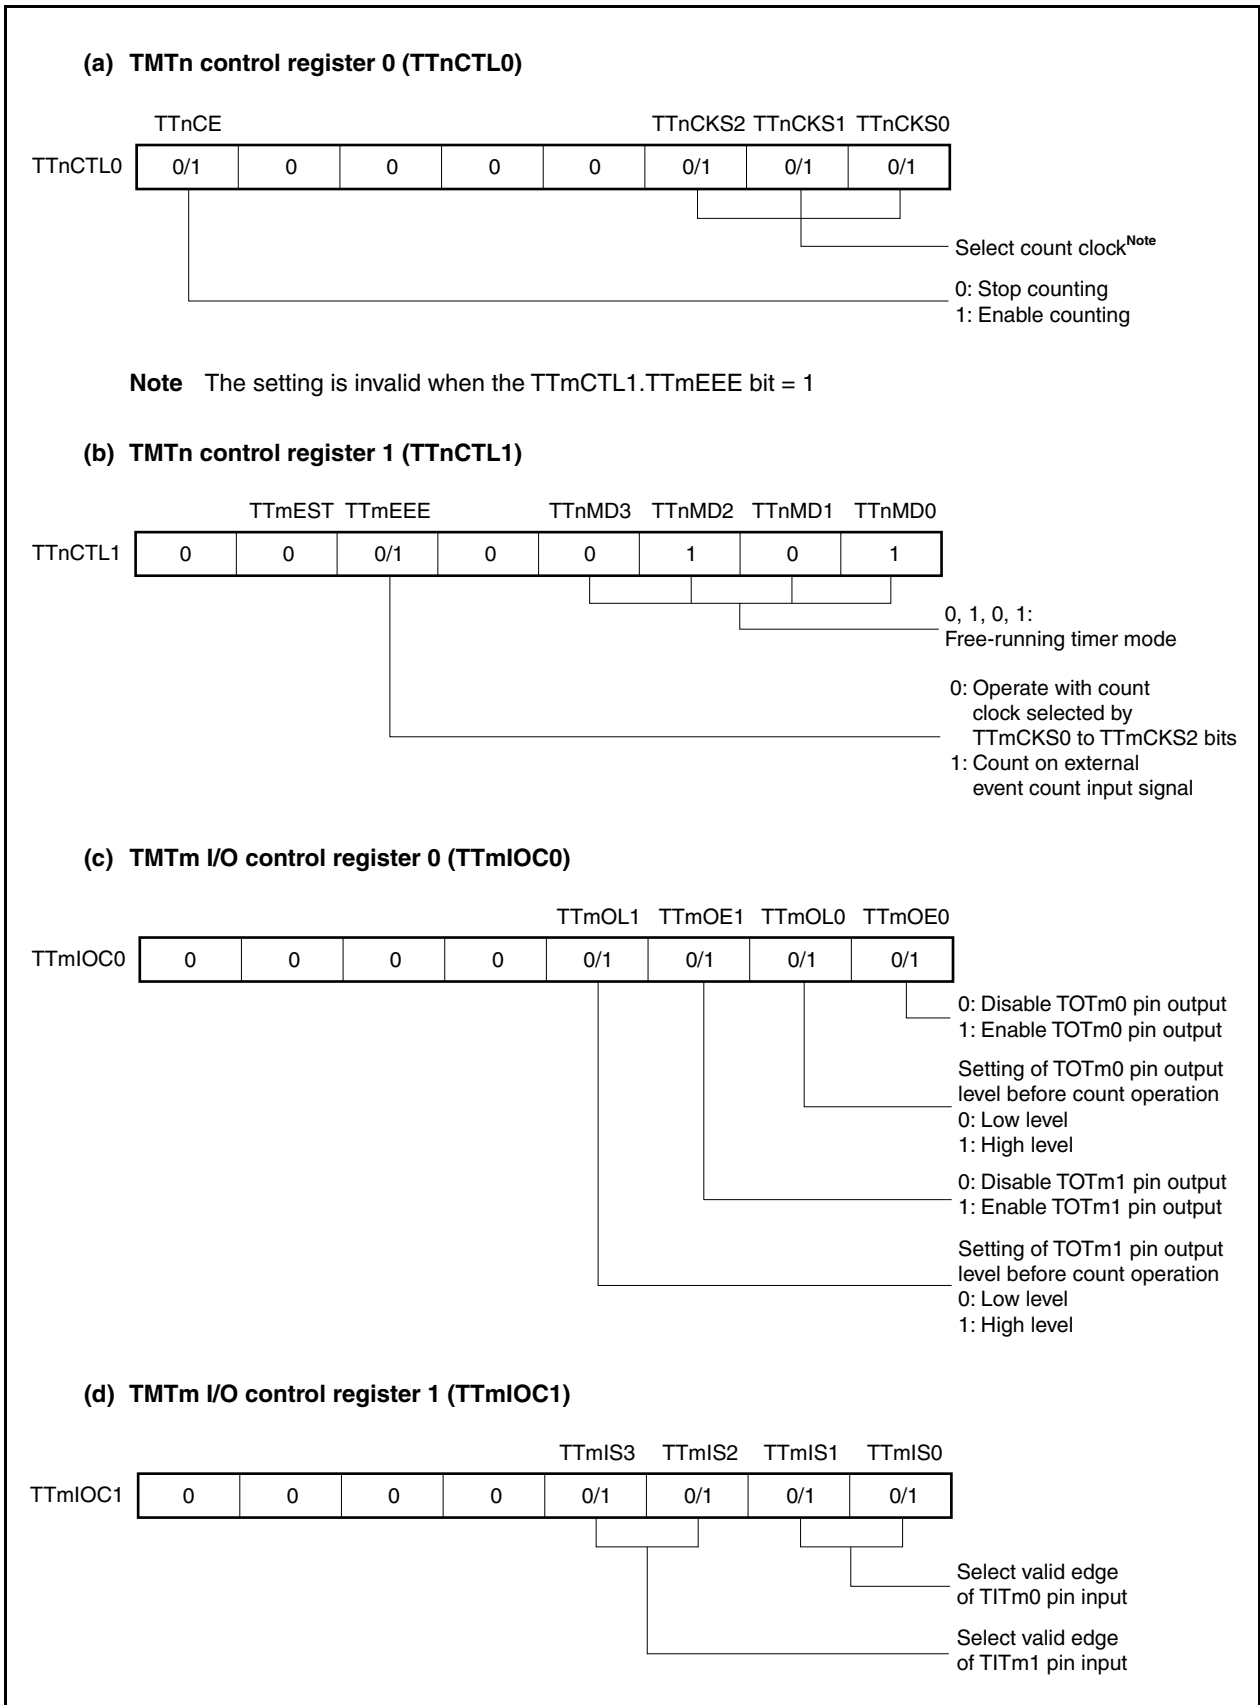 (a) TMTn control register 0 (TTnCTL0)
TTnCE TTnCKS2 TTnCKS1 TTnCKS0
TTnCTL0 0/1 0 0 0 0 0/1 0/1 0/1
Select count clockNote
0: Stop counting
1: Enable counting
Note The setting is invalid when the TTmCTL1.TTmEEE bit = 1
(b) TMTn control register 1 (TTnCTL1)
TTmEST TTmEEE TTnMD3 TTnMD2 TTnMD1 TTnMD0
TTnCTL1 0 0 0/1 0 0 1 0 1
0, 1, 0, 1:
Free-running timer mode
0: Operate with count
clock selected by
TTmCKS0 to TTmCKS2 bits
1: Count on external
event count input signal
(c) TMTm I/O control register 0 (TTmIOC0)
TTmOL1 TTmOE1 TTmOL0 TTmOE0
TTmIOC0 0 0 0 0 0/1 0/1 0/1 0/1
0: Disable TOTm0 pin output
1: Enable TOTm0 pin output
Setting of TOTm0 pin output
level before count operation
0: Low level
1: High level
0: Disable TOTm1 pin output
1: Enable TOTm1 pin output
Setting of TOTm1 pin output
level before count operation
0: Low level
1: High level
(d) TMTm I/O control register 1 (TTmIOC1)
TTmIS3 TTmIS2 TTmIS1 TTmIS0
TTmIOC1 0 0 0 0 0/1 0/1 0/1 0/1
Select valid edge
of TITm0 pin input
Select valid edge
of TITm1 pin input